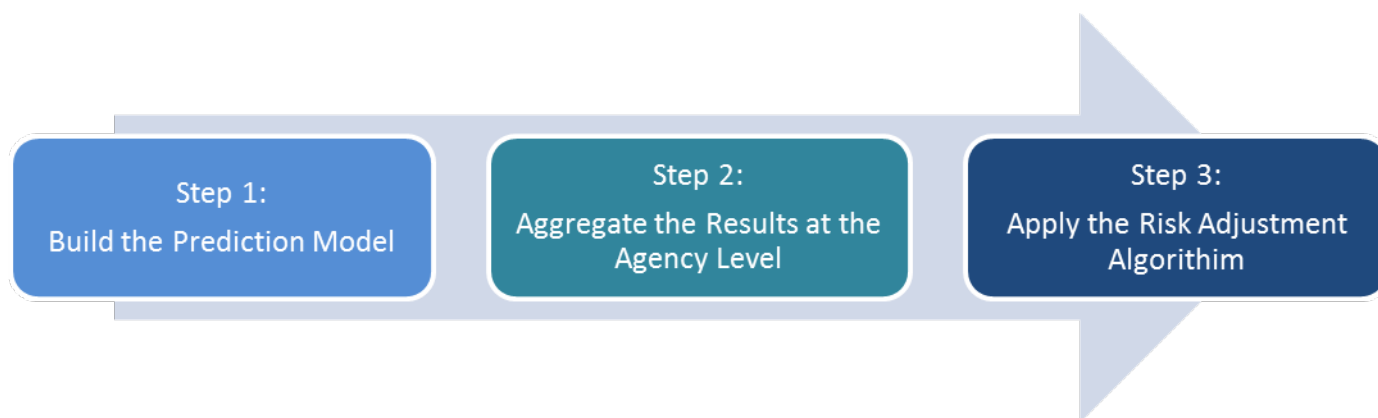 Step 1:
Build the Prediction Model
Step 2:
Aggregate the Results at the
Agency Level
Step 3:
Apply the Risk Adjustment
Algorithim